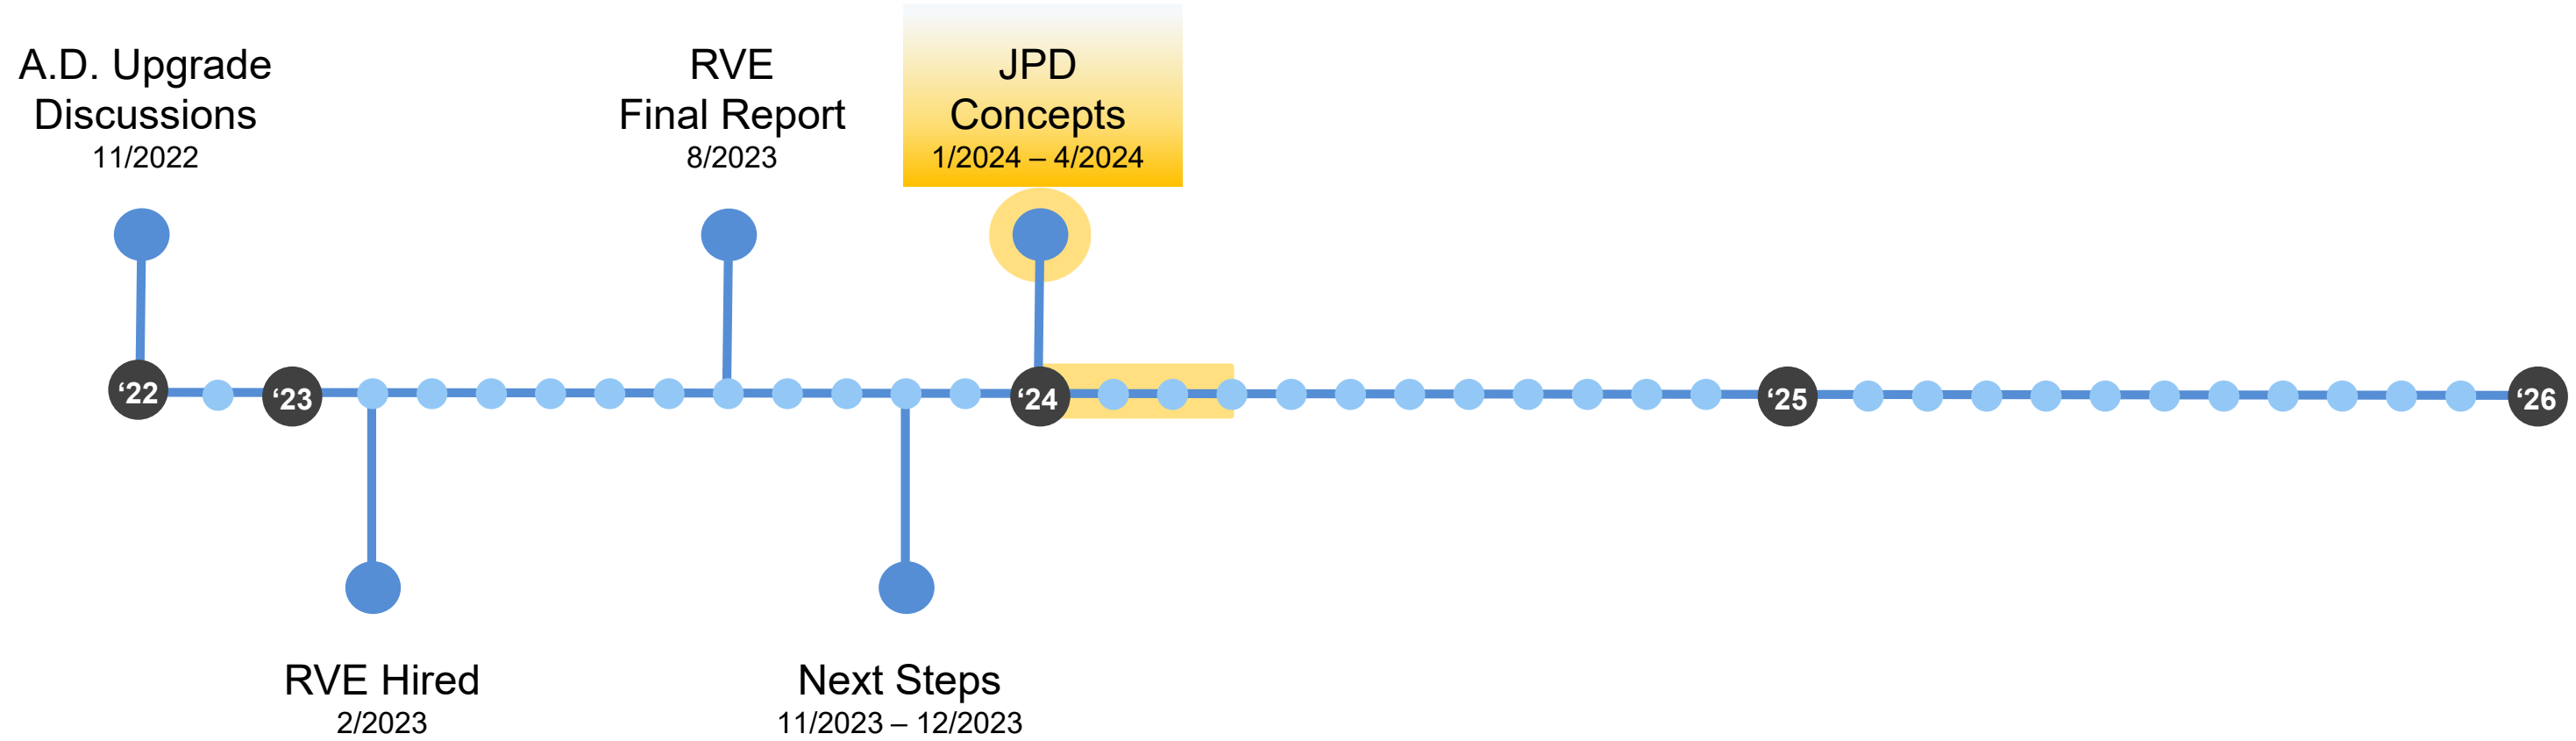 A.D. Upgrade
Discussions
11/2022
RVE
Final Report
8/2023
JPD
Concepts
1/2024 – 4/2024
‘22
‘23
‘24
‘25
‘26
RVE Hired
2/2023
Next Steps
11/2023 – 12/2023